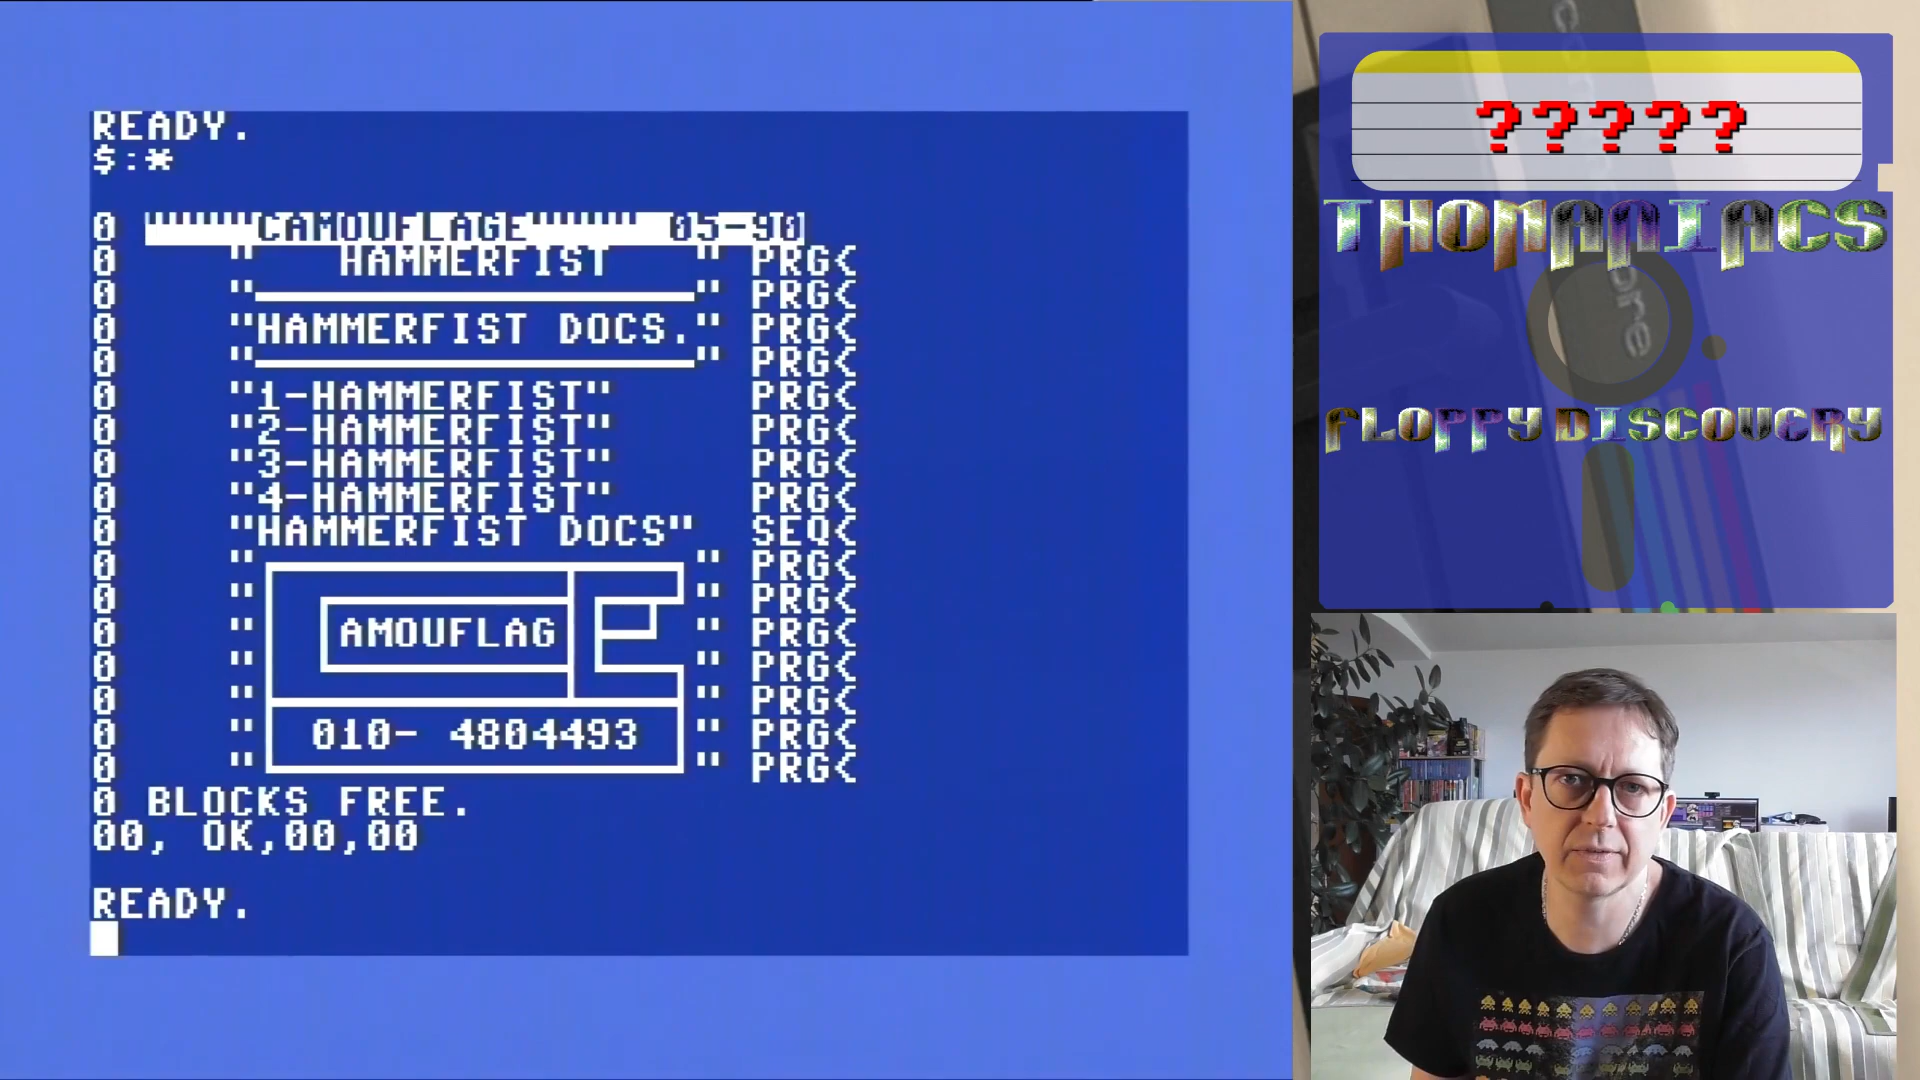 READY.
$:*
0 """"CAMOUFLAGE"""" 05-90
0 " HAMMERFIST " PRG<
0 " " PRG<
0 "HAMMERFIST DOCS." PRG<
0 " " PRG<
0 "1-HAMMERFIST" PRG<
0 "2-HAMMERFIST" PRG<
0 "3-HAMMERFIST" PRG<
0 "4-HAMMERFIST" PRG<
0 "HAMMERFIST DOCS" SEQ<
0 " " PRG<
0 " " PRG<
0 " AMOUFLAG " PRG<
0 " " PRG<
0 " " PRG<
0 " 010- 4804493 " PRG<
0 " " PRG<
0 BLOCKS FREE.
00, OK,00,00
READY.
?????
THOMANIACS
FLOPPY DISCOVERY